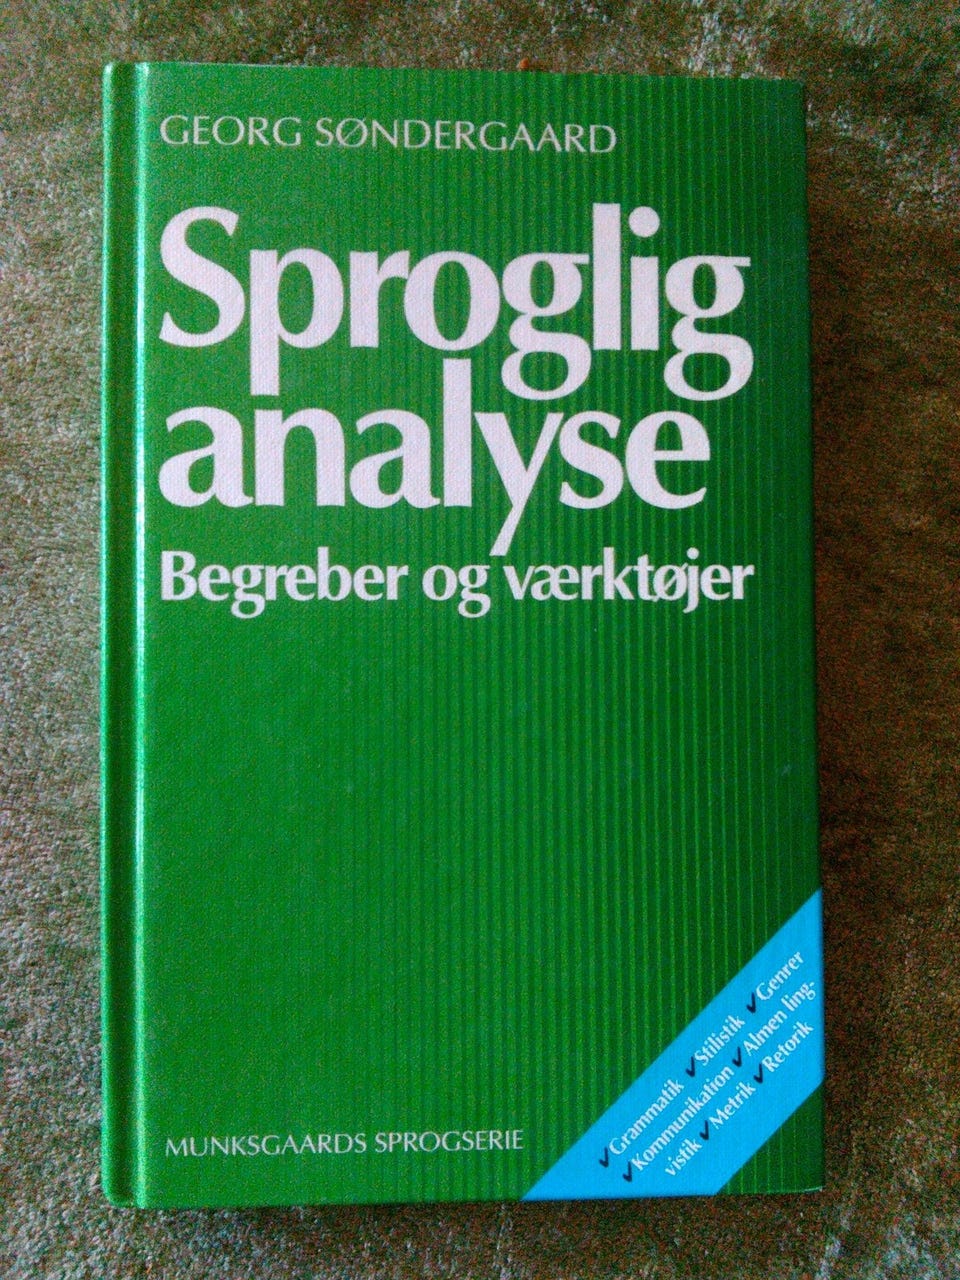 GEORG SØNDERGAARD
Sproglig
analyse
Begreber og værktøjer
✓Grammatik ✓Stilistik ✓Genrer
✓Kommunikation ✓Almen ling-
vistik ✓Metrik ✓Retorik
MUNKSGAARDS SPROGSERIE